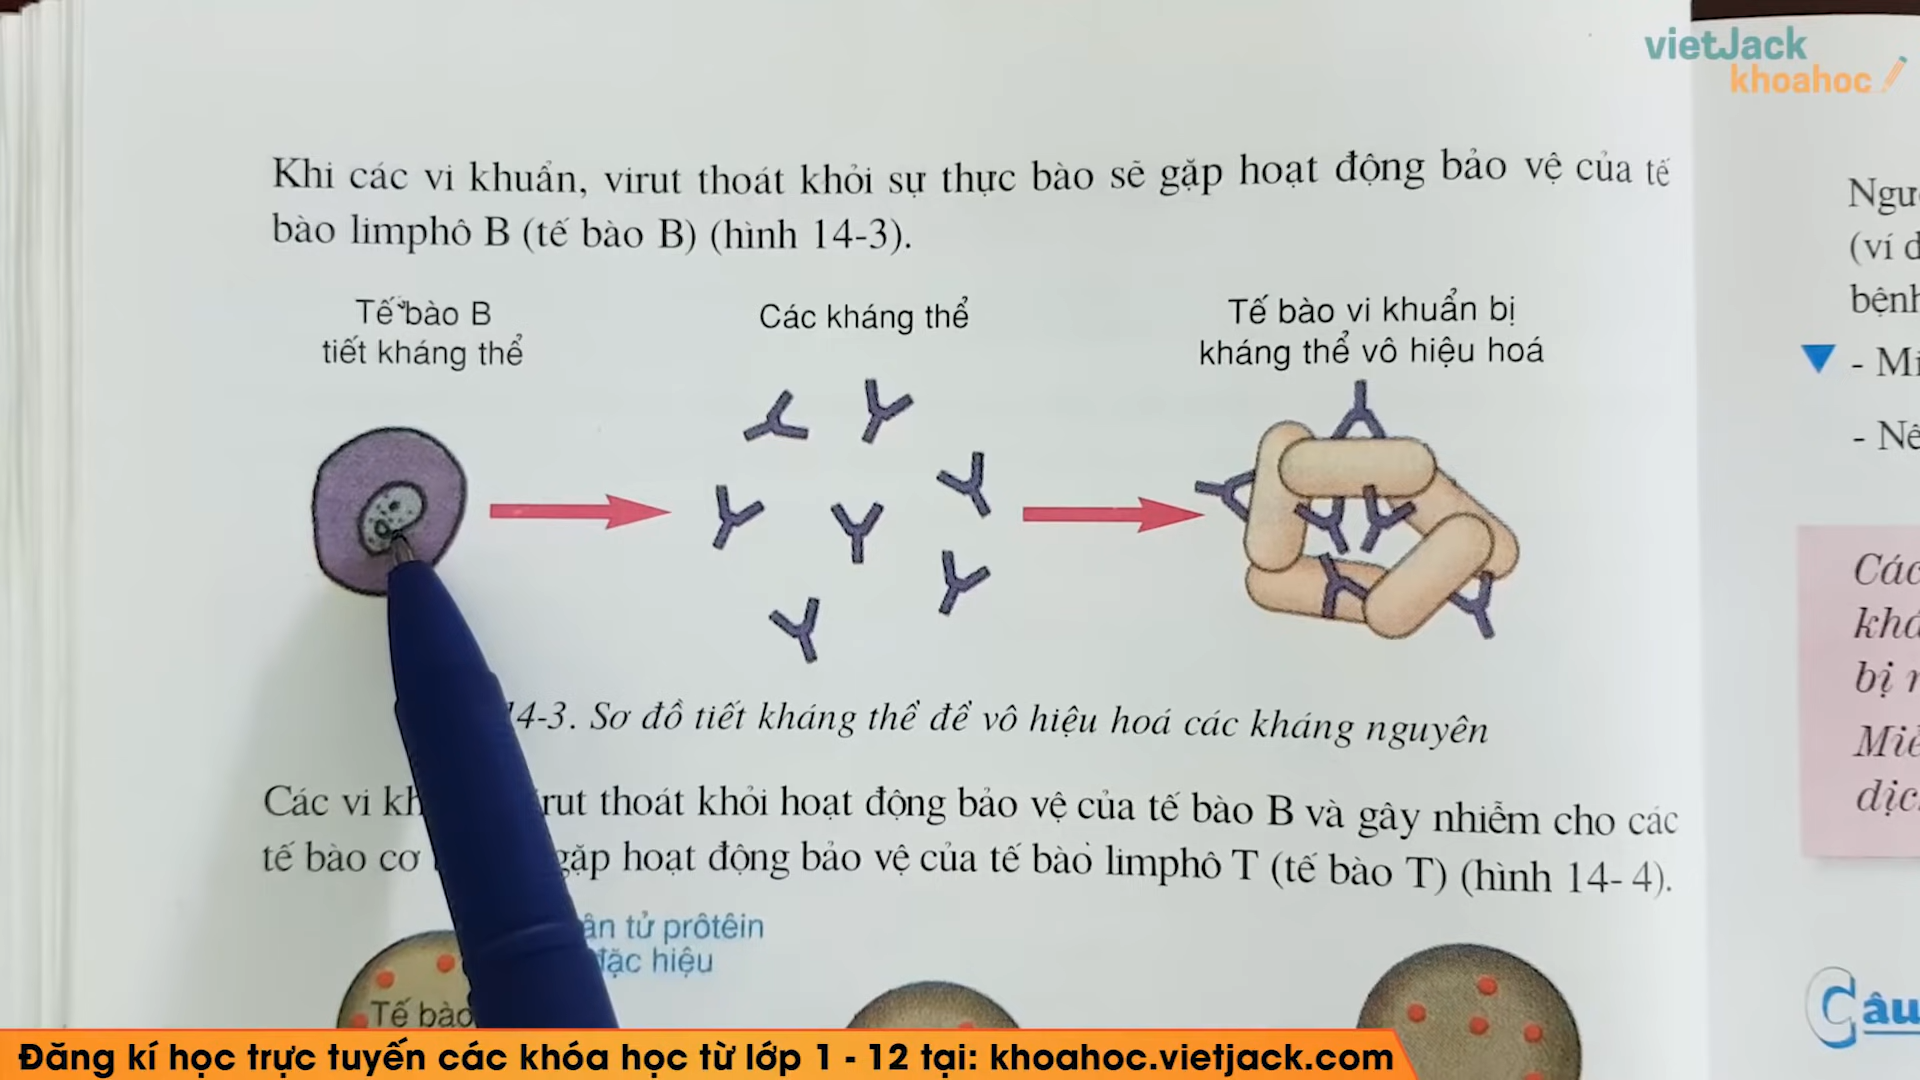 vietJack
khoahoc
Khi các vi khuẩn, virut thoát khỏi sự thực bào sẽ gặp hoạt động bảo vệ của tế
bào limphô B (tế bào B) (hình 14-3).
Tế bào B
tiết kháng thể
Các kháng thể
Tế bào vi khuẩn bị
kháng thể vô hiệu hoá
14-3. Sơ đồ tiết kháng thể để vô hiệu hoá các kháng nguyên
Các vi thoát khỏi hoạt động bảo vệ của tế bào B và gây nhiễm cho các
tế bào cơ gặp hoạt động bảo vệ của tế bào limphô T (tế bào T) (hình 14- 4).
tử prôtêin
đặc hiệu
Tế bào
(ví
- 
- 
Các
bị
Đăng kí học trực tuyến các khóa học từ lớp 1 - 12 tại: khoahoc.vietjack.com